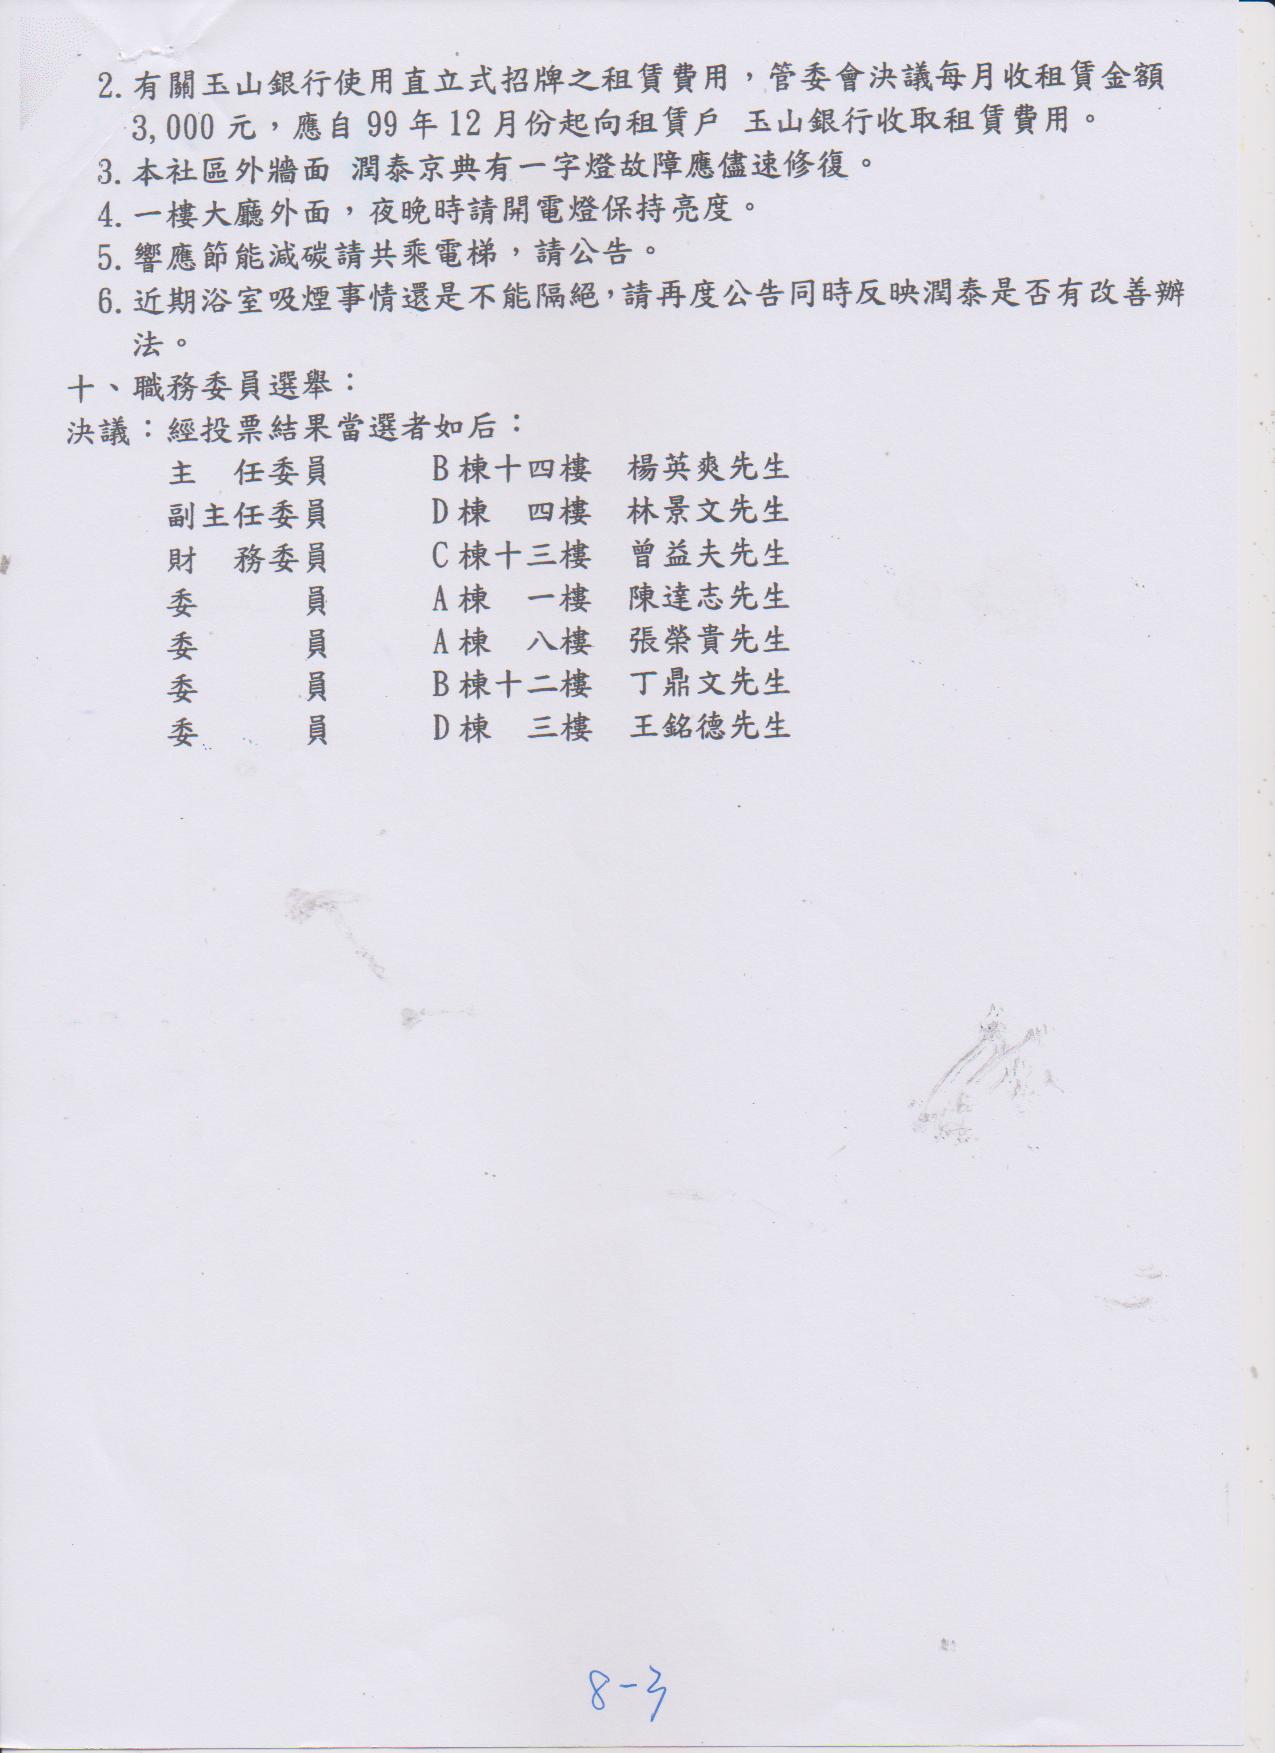 2. 有關玉山銀行使用直立式招牌之租賃費用，管委會決議每月收租賃金額
3,000 元，應自 99 年 12 月份起向租賃戶 玉山銀行收取租賃費用。
3. 本社區外牆面 潤泰京典有一字燈故障應儘速修復。
4. 一樓大廳外面，夜晚時請開電燈保持亮度。
5. 響應節能減碳請共乘電梯，請公告。
6. 近期浴室吸煙事情還是不能隔絕，請再度公告同時反映潤泰是否有改善辦
法。
十、職務委員選舉：
決議：經投票結果當選者如后：
主　任委員　　　B 棟十四樓　楊英爽先生
副主任委員　　　D 棟　四樓　林景文先生
財　務委員　　　C 棟十三樓　曾益夫先生
委　　　員　　　A 棟　一樓　陳達志先生
委　　　員　　　A 棟　八樓　張榮貴先生
委　　　員　　　B 棟十二樓　丁鼎文先生
委　　　員　　　D 棟　三樓　王銘德先生
8-3